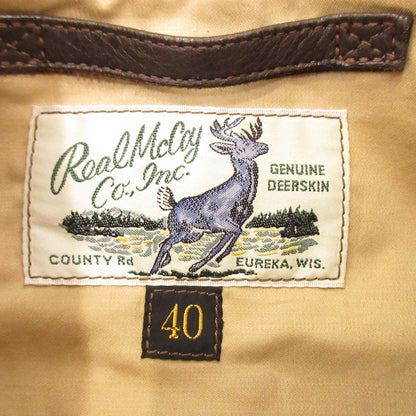 Real McCoy
Co., Inc.
GENUINE
DEERSKIN
COUNTY Rd
EUREKA, WIS.
40